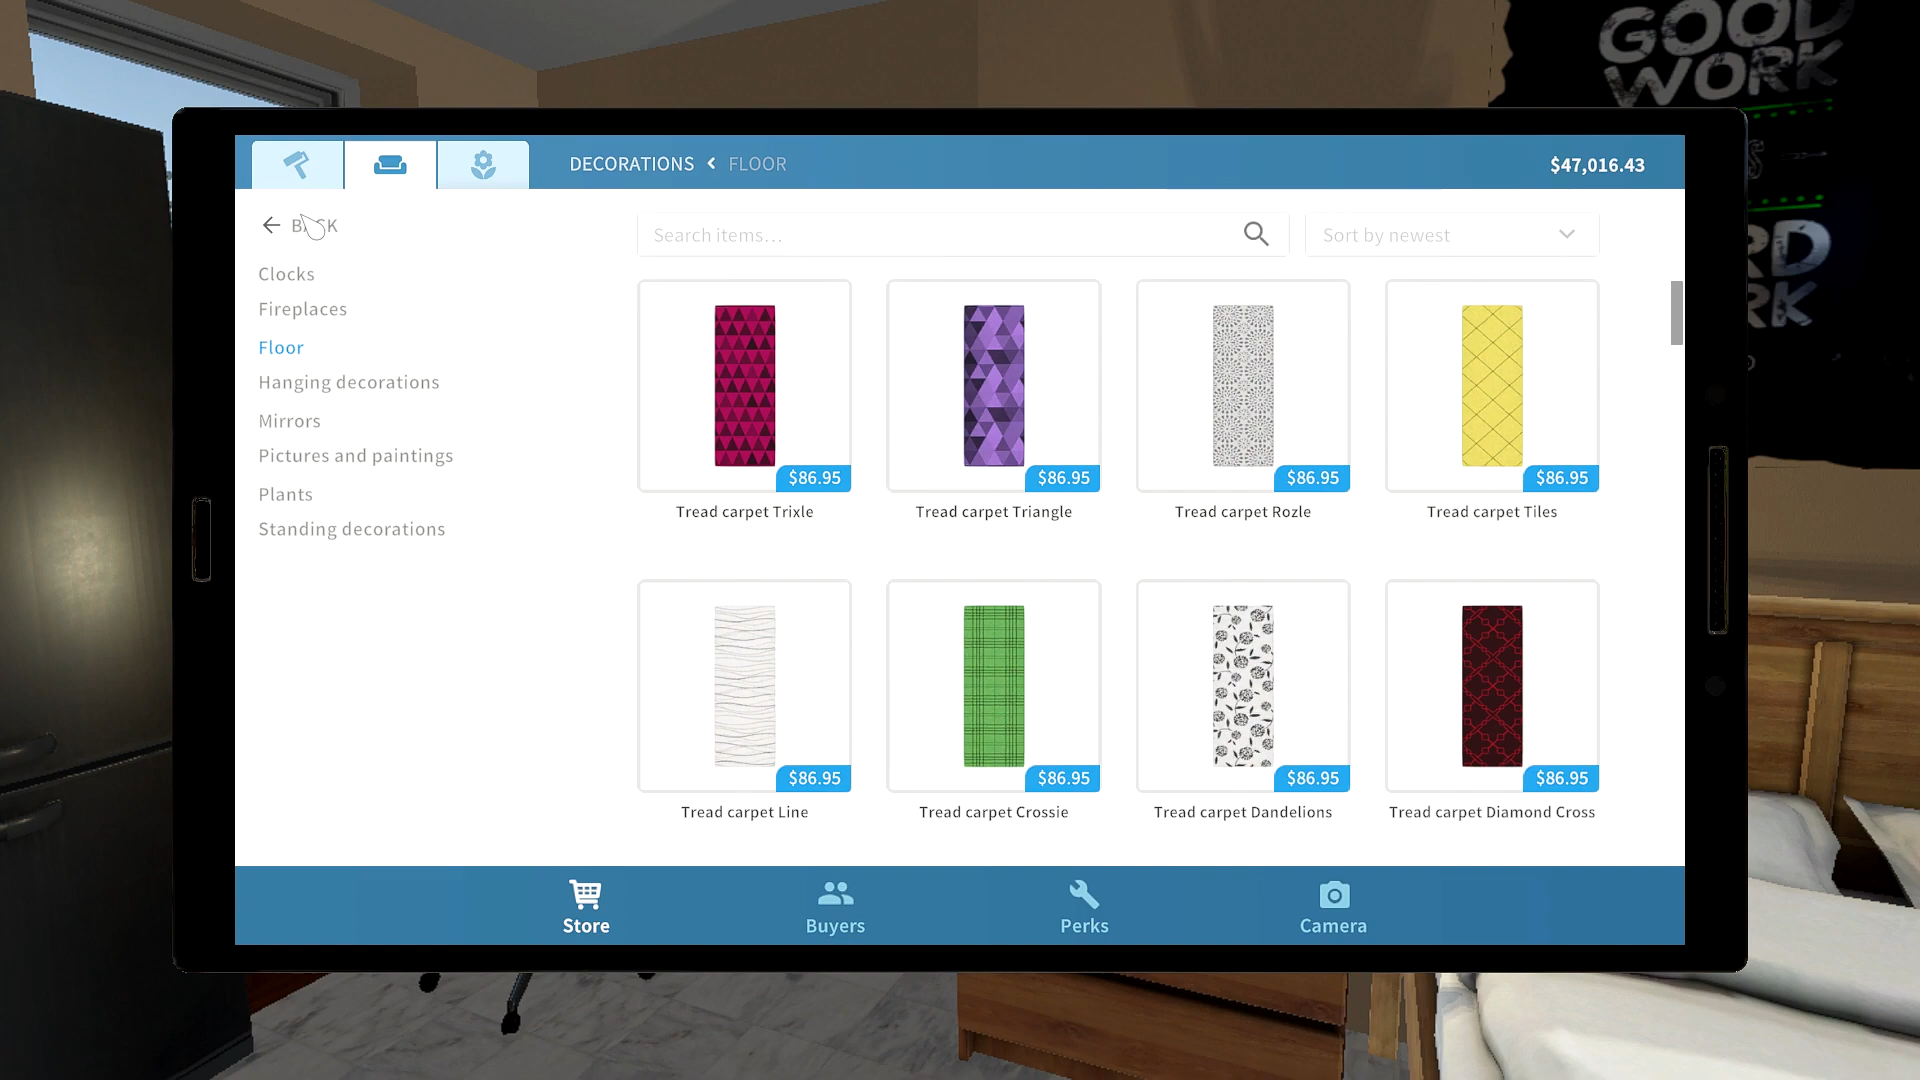 GOOD
WORK
DECORATIONS
FLOOR
$47,016.43
BACK
Search items...
Sort by newest
Clocks
Fireplaces
Floor
Hanging decorations
Mirrors
Pictures and paintings
Plants
Standing decorations
$86.95
$86.95
$86.95
$86.95
Tread carpet Trixle
Tread carpet Triangle
Tread carpet Rozle
Tread carpet Tiles
$86.95
$86.95
$86.95
$86.95
Tread carpet Line
Tread carpet Crossie
Tread carpet Dandelions
Tread carpet Diamond Cross
Store
Buyers
Perks
Camera